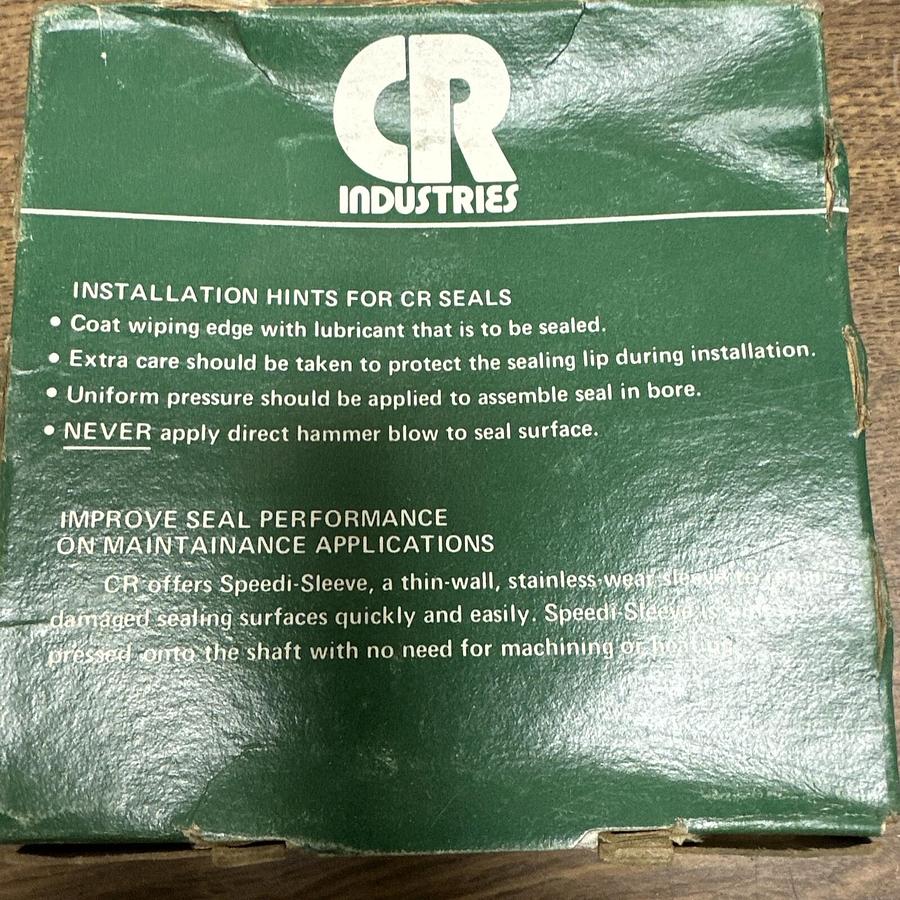 CR
INDUSTRIES
INSTALLATION HINTS FOR CR SEALS
• Coat wiping edge with lubricant that is to be sealed.
• Extra care should be taken to protect the sealing lip during installation.
• Uniform pressure should be applied to assemble seal in bore.
• NEVER apply direct hammer blow to seal surface.
IMPROVE SEAL PERFORMANCE
ON MAINTAINANCE APPLICATIONS
CR offers Speedi-Sleeve, a thin-wall, stainless wear sleeve to
damaged sealing surfaces quickly and easily. Speedi-Sleeve is
pressed onto the shaft with no need for machining or